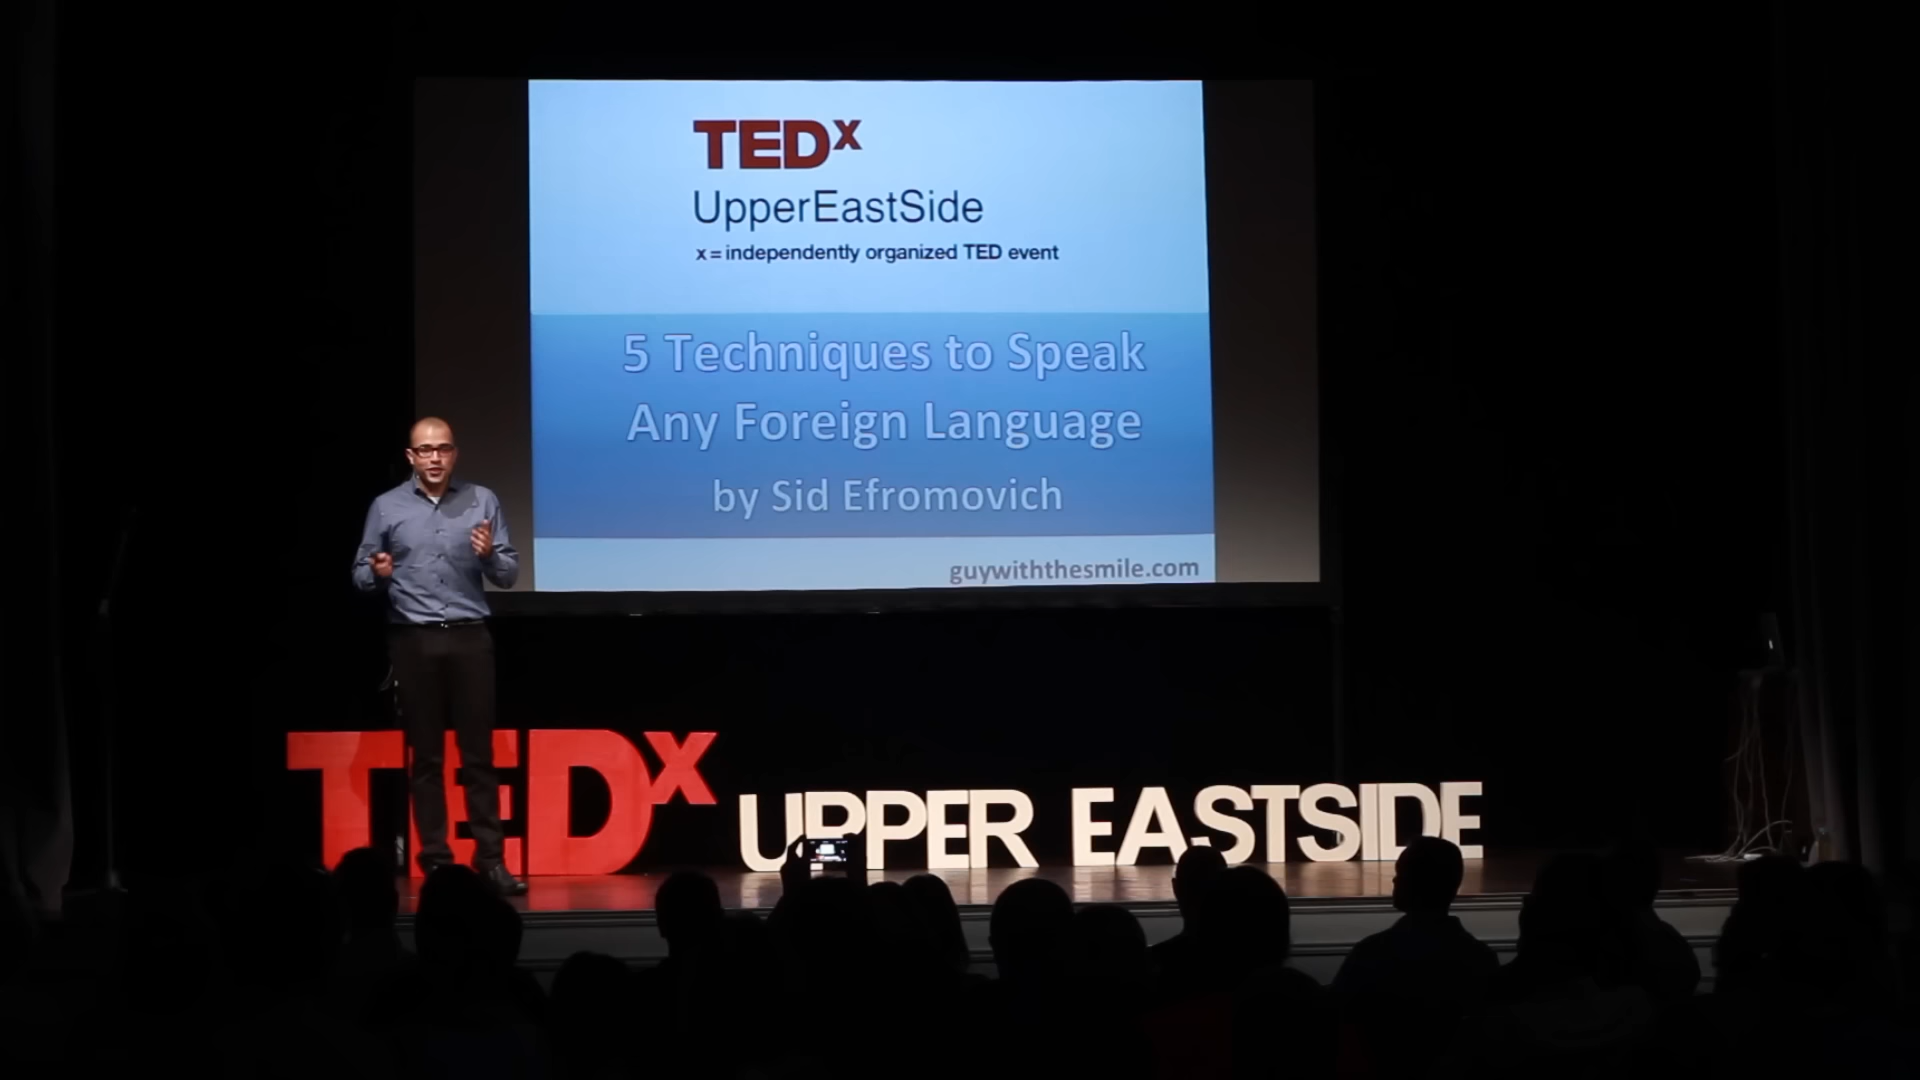 TEDx
UpperEastSide
x = independently organized TED event
5 Techniques to Speak
Any Foreign Language
by Sid Efromovich
guywiththesmile.com
TEDx UPPER EASTSIDE